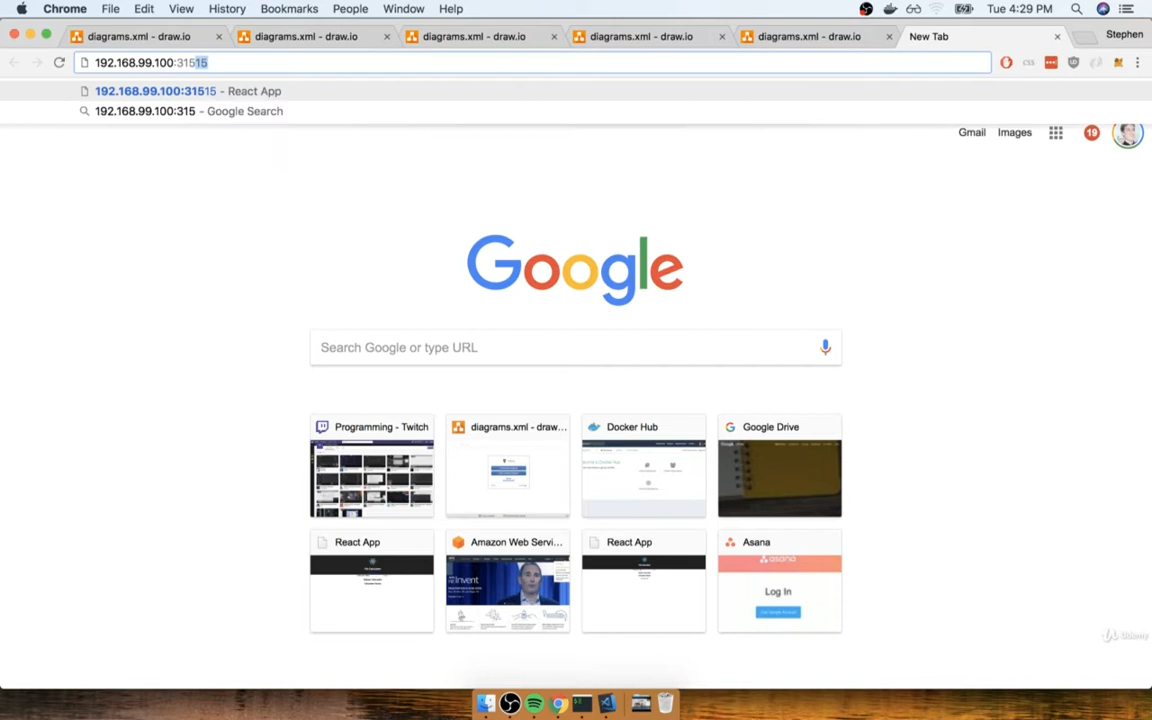 Chrome File Edit View History Bookmarks People Window Help Tue 4:29 PM
diagrams.xml - draw.io diagrams.xml - draw.io diagrams.xml - draw.io diagrams.xml - draw.io diagrams.xml - draw.io New Tab Stephen
192.168.99.100:31515
192.168.99.100:31515 - React App
192.168.99.100:315 - Google Search
Gmail Images 19
Google
Search Google or type URL
Programming - Twitch diagrams.xml - draw... Docker Hub Google Drive
React App Amazon Web Servi... React App Asana
asana
Log In
Udemy